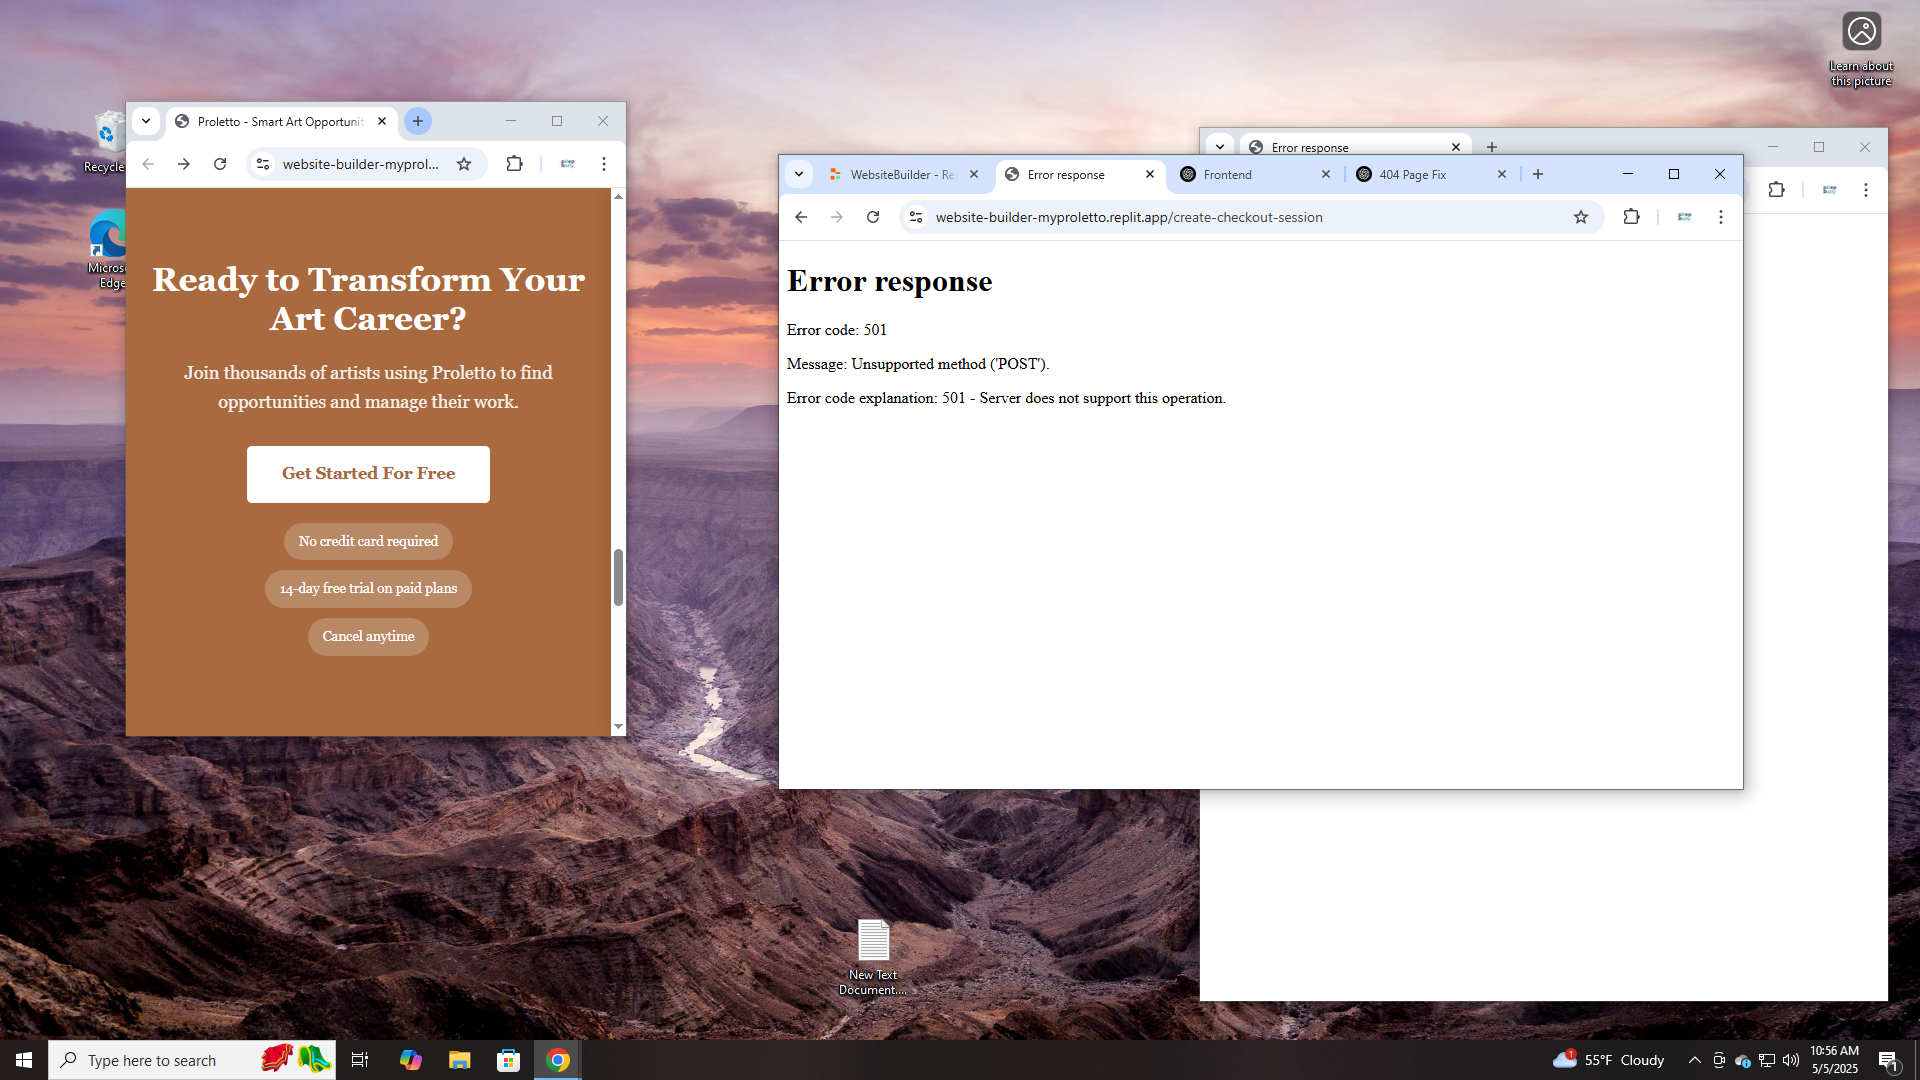 Learn about
this picture
Recycle
Micros
Edge
Proletto - Smart Art Opportunit
website-builder-myprol...
Ready to Transform Your
Art Career?
Join thousands of artists using Proletto to find
opportunities and manage their work.
Get Started For Free
No credit card required
14-day free trial on paid plans
Cancel anytime
Error response
WebsiteBuilder - Re
Error response
Frontend
404 Page Fix
website-builder-myproletto.replit.app/create-checkout-session
Error response
Error code: 501
Message: Unsupported method ('POST').
Error code explanation: 501 - Server does not support this operation.
New Text
Document....
Type here to search
1
55°F Cloudy
10:56 AM
5/5/2025
1